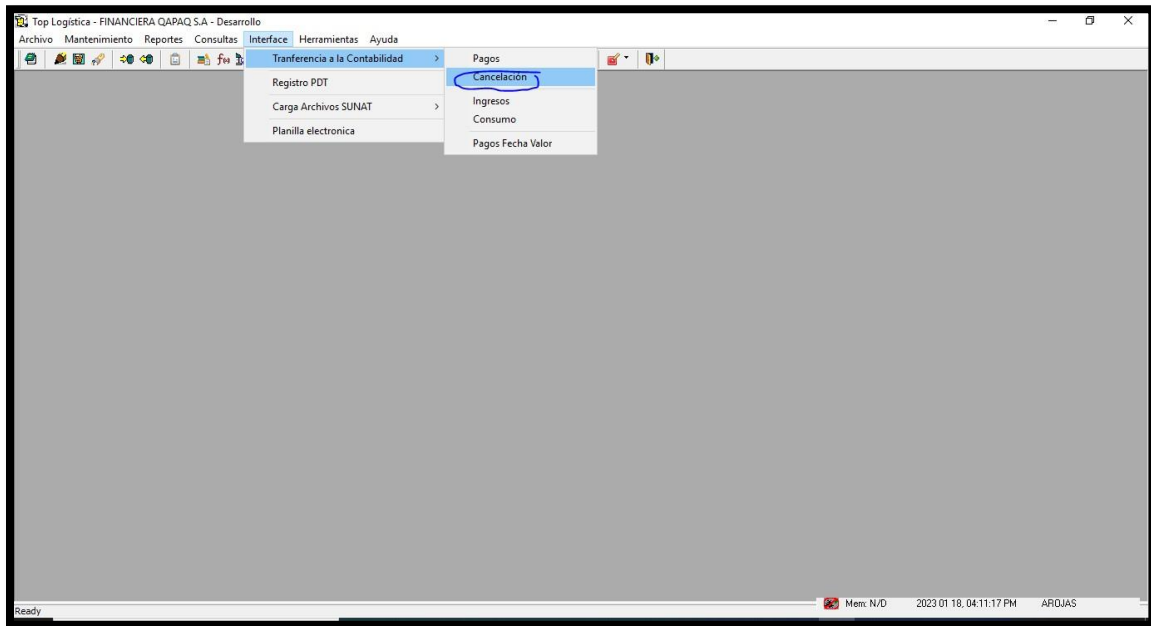 Top Logística - FINANCIERA QAPAQ S.A - Desarrollo
Archivo Mantenimiento Reportes Consultas Interface Herramientas Ayuda
Tranferencia a la Contabilidad
Registro PDT
Carga Archivos SUNAT
Planilla electronica
Pagos
Cancelación
Ingresos
Consumo
Pagos Fecha Valor
Ready
Mem: N/D 2023 01 18, 04:11:17 PM AROJAS